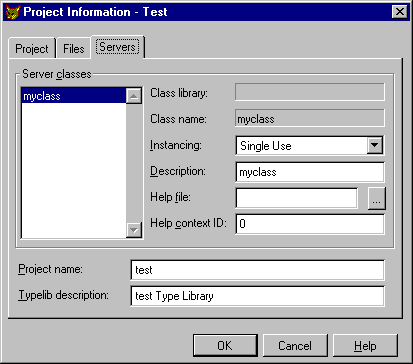 Project Information - Test
Project Files Servers
Server classes
myclass
Class library:
Class name: myclass
Instancing: Single Use
Description: myclass
Help file: ...
Help context ID: 0
Project name: test
Typelib description: test Type Library
OK Cancel Help